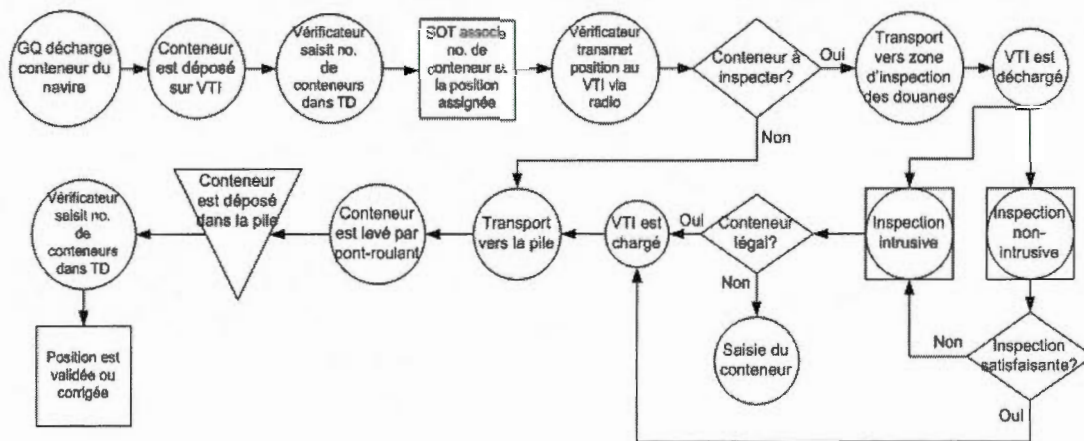 GQ décharge
conteneur du
navire
Conteneur
est déposé
sur VTI
Vérificateur
saisit no.
de
conteneurs
dans TD
SOT associe
no. de
conteneur et
la position
assignée
Vérificateur
transmet
position au
VTI via
radio
Conteneur à
inspecter?
Oui
Transport
vers zone
d'inspection
des douanes
VTI est
déchargé
Non
Vérificateur
saisit no.
de
conteneurs
dans TD
Conteneur
est déposé
dans la pile
Conteneur
est levé par
pont-roulant
Transport
vers la pile
VTI est
chargé
Oui
Conteneur
légal?
Inspection
intrusive
Inspection
non-
intrusive
Non
Position est
validée ou
corrigée
Saisie du
conteneur
Non
Inspection
satisfaisante?
Oui